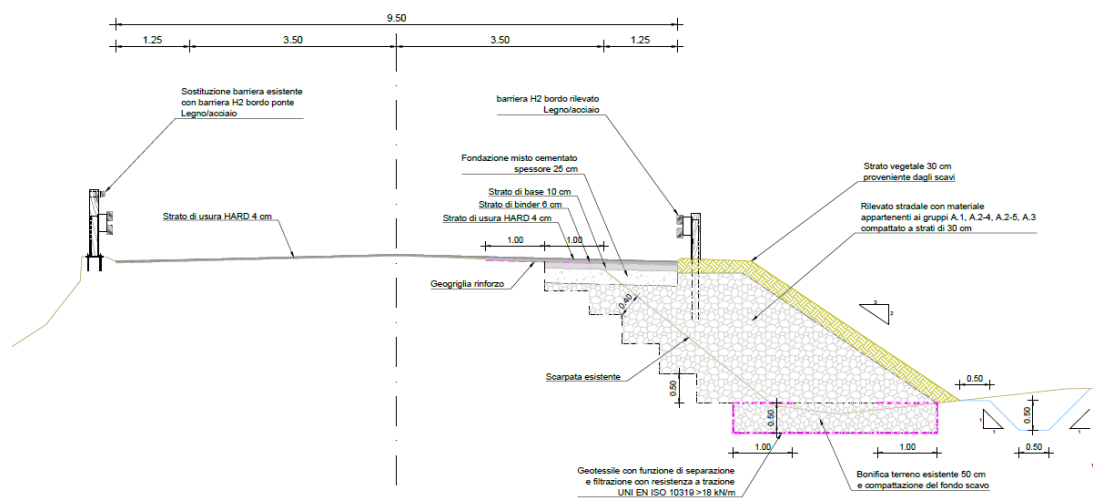 9.50
1.25
3.50
3.50
1.25
Sostituzione barriera esistente
con barriera H2 bordo ponte
Legno/acciaio
barriera H2 bordo rilevato
Legno/acciaio
Fondazione misto cementato
spessore 25 cm
Strato di base 10 cm
Strato di binder 6 cm
Strato di usura HARD 4 cm
Strato di usura HARD 4 cm
Strato vegetale 30 cm
proveniente dagli scavi
Rilevato stradale con materiale
appartenenti ai gruppi A.1, A.2-4, A.2-5, A.3
compattato a strati di 30 cm
1.00
1.00
Geogriglia rinforzo
0.40
3
2
Scarpata esistente
0.50
0.50
0.50
0.50
1
1
1
1
0.50
1.00
1.00
Geotessile con funzione di separazione
e filtrazione con resistenza a trazione
UNI EN ISO 10319 >18 kN/m
Bonifica terreno esistente 50 cm
e compattazione del fondo scavo